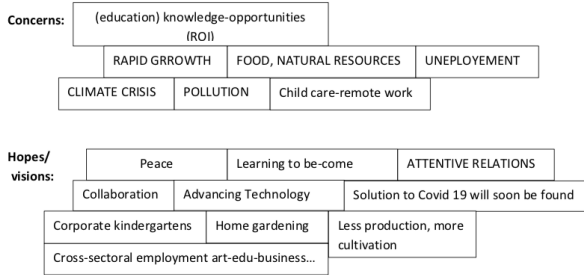 Concerns:
(education) knowledge-opportunities
(ROI)
RAPID GRROWTH
FOOD, NATURAL RESOURCES
UNEPLOYEMENT
CLIMATE CRISIS
POLLUTION
Child care-remote work
Hopes/
visions:
Peace
Learning to be-come
ATTENTIVE RELATIONS
Collaboration
Advancing Technology
Solution to Covid 19 will soon be found
Corporate kindergartens
Home gardening
Less production, more
cultivation
Cross-sectoral employment art-edu-business...